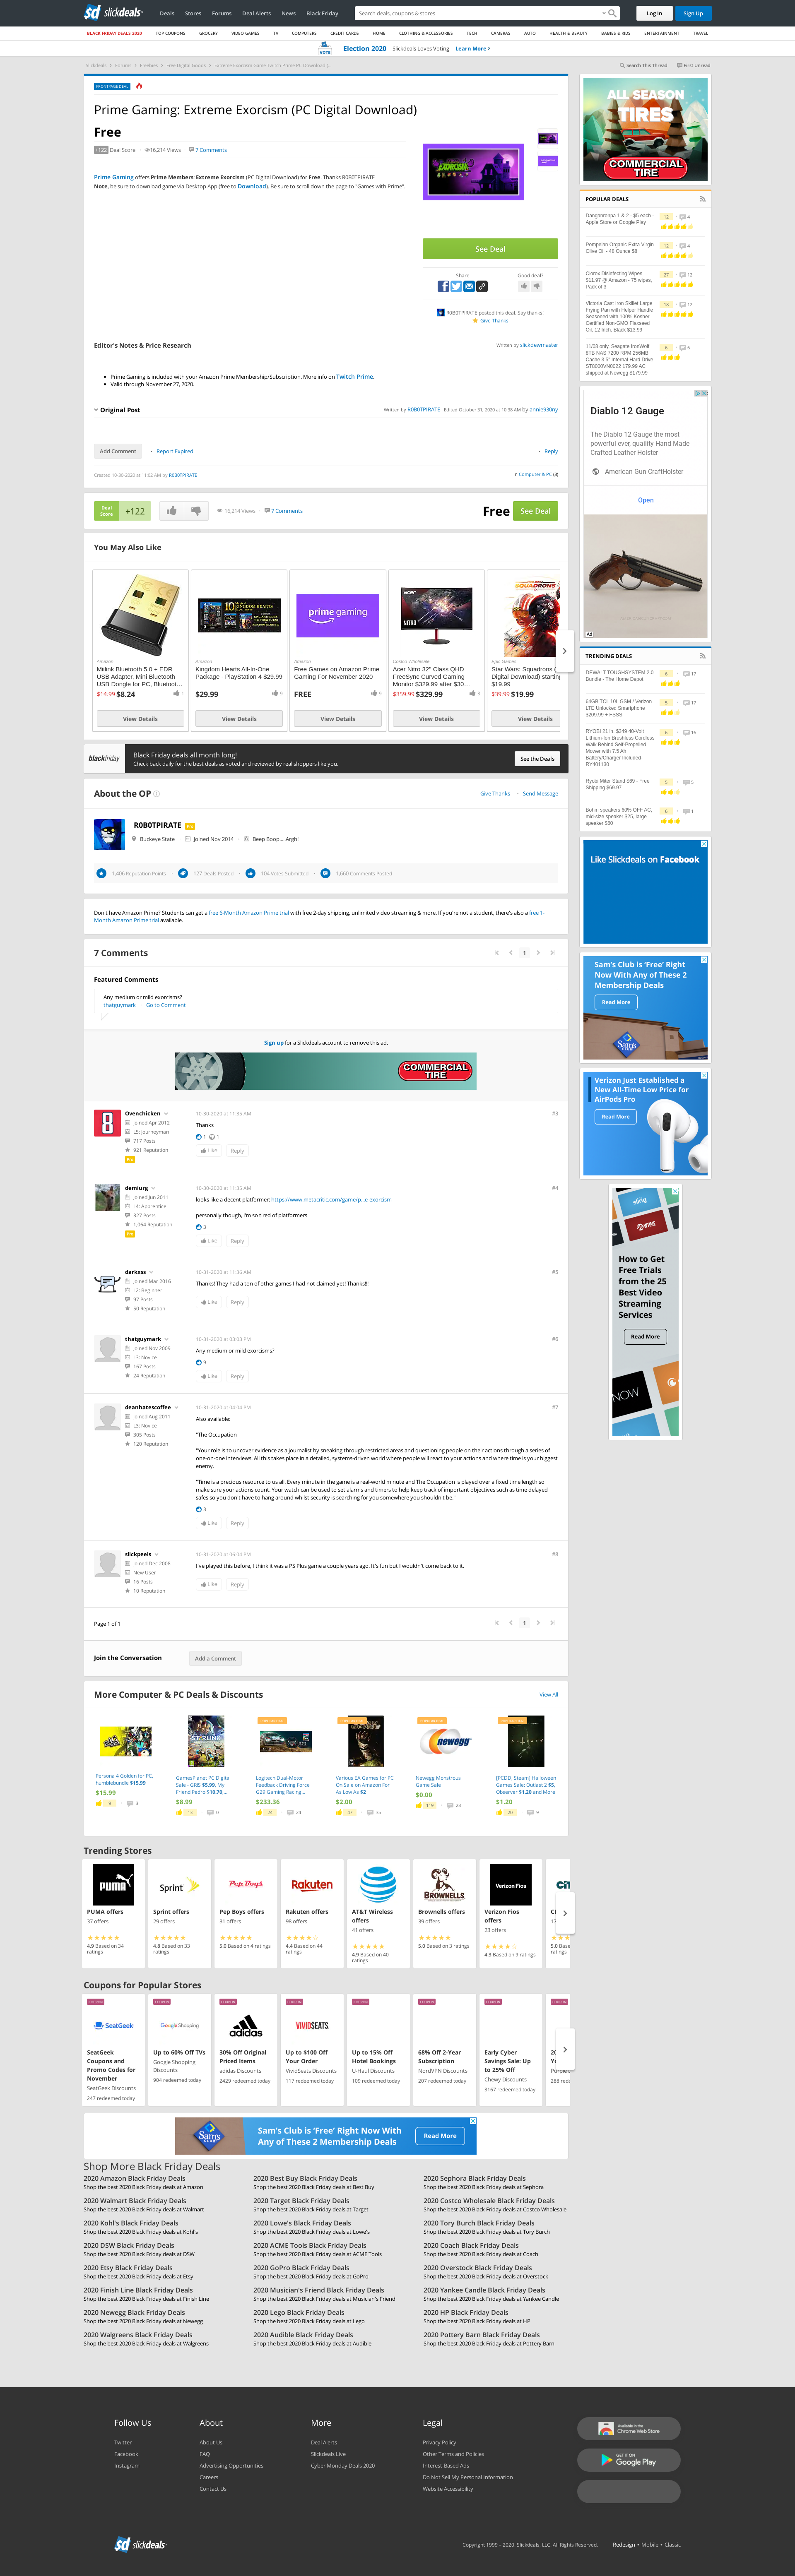 slickdeals
Deals Stores Forums Deal Alerts News Black Friday
Search deals, coupons & stores
Log In
Sign Up
BLACK FRIDAY DEALS 2020 TOP COUPONS GROCERY VIDEO GAMES TV COMPUTERS CREDIT CARDS HOME CLOTHING & ACCESSORIES TECH CAMERAS AUTO HEALTH & BEAUTY BABIES & KIDS ENTERTAINMENT TRAVEL
VOTE
Election 2020 Slickdeals Loves Voting Learn More ›
Slickdeals Forums Freebies Free Digital Goods Extreme Exorcism Game Twitch Prime PC Download (...
Search This Thread First Unread
FRONTPAGE DEAL
Prime Gaming: Extreme Exorcism (PC Digital Download)
Free
+122 Deal Score 16,214 Views 7 Comments
Prime Gaming offers Prime Members: Extreme Exorcism (PC Digital Download) for Free. Thanks R0B0TPIRATE
Note, be sure to download game via Desktop App (free to Download). Be sure to scroll down the page to "Games with Prime".
See Deal
Share
Good deal?
R0B0TPIRATE posted this deal. Say thanks!
Give Thanks
Editor's Notes & Price Research
Written by slickdewmaster
Prime Gaming is included with your Amazon Prime Membership/Subscription. More info on Twitch Prime.
Valid through November 27, 2020.
Original Post
Written by R0B0TPIRATE Edited October 31, 2020 at 10:38 AM by annie930ny
Add Comment
Report Expired
Reply
Created 10-30-2020 at 11:02 AM by R0B0TPIRATE
in Computer & PC (3)
Deal Score +122
16,214 Views 7 Comments
Free
See Deal
You May Also Like
Amazon
Miilink Bluetooth 5.0 + EDR USB Adapter, Mini Bluetooth USB Dongle for PC, Bluetoot...
$14.99 $8.24 1
View Details
Amazon
Kingdom Hearts All-In-One Package - PlayStation 4 $29.99
$29.99 5
View Details
prime gaming
Amazon
Free Games on Amazon Prime Gaming For November 2020
FREE 9
View Details
acer
NITRO
Costco Wholesale
Acer Nitro 32" Class QHD FreeSync Curved Gaming Monitor $329.99 after $30...
$359.99 $329.99 3
View Details
SQUADRONS
Epic Games
Star Wars: Squadrons (
Digital Download) starting
$19.99
$39.99 $19.99
View Details
blackfriday
Black Friday deals all month long!
Check back daily for the best deals as voted and reviewed by real shoppers like you.
See the Deals
About the OP
Give Thanks Send Message
R0B0TPIRATE Pro
Buckeye State Joined Nov 2014 Beep Boop.....Argh!
1,406 Reputation Points 127 Deals Posted 104 Votes Submitted 1,660 Comments Posted
Don't have Amazon Prime? Students can get a free 6-Month Amazon Prime trial with free 2-day shipping, unlimited video streaming & more. If you're not a student, there's also a free 1-
Month Amazon Prime trial available.
7 Comments
1
Featured Comments
Any medium or mild exorcisms?
thatguymark Go to Comment
Sign up for a Slickdeals account to remove this ad.
COMMERCIAL TIRE
Ovenchicken
Joined Apr 2012
L5: Journeyman
717 Posts
921 Reputation
Pro
10-30-2020 at 11:35 AM
#3
Thanks
1 1
Like
Reply
demiurg
Joined Jun 2011
L4: Apprentice
327 Posts
1,064 Reputation
Pro
10-30-2020 at 11:35 AM
#4
looks like a decent platformer: https://www.metacritic.com/game/p...e-exorcism
personally though, i'm so tired of platformers
3
Like
Reply
darkxss
Joined Mar 2016
L2: Beginner
97 Posts
50 Reputation
10-31-2020 at 11:36 AM
#5
Thanks! They had a ton of other games I had not claimed yet! Thanks!!!
Like
Reply
thatguymark
Joined Nov 2009
L3: Novice
167 Posts
24 Reputation
10-31-2020 at 03:03 PM
#6
Any medium or mild exorcisms?
9
Like
Reply
deanhatescoffee
Joined Aug 2011
L3: Novice
305 Posts
120 Reputation
10-31-2020 at 04:04 PM
#7
Also available:
"The Occupation
"Your role is to uncover evidence as a journalist by sneaking through restricted areas and questioning people on their actions through a series of
one-on-one interviews. All this takes place in a detailed, systems-driven world where people will react to your actions and where time is your biggest
enemy.
"Time is a precious resource to us all. Every minute in the game is a real-world minute and The Occupation is played over a fixed time length so
make sure your actions count. Your watch can be used to set alarms and timers to help keep track of important objectives such as time delayed
safes so you don't have to hang around whilst security is searching for you somewhere you shouldn't be."
3
Like
Reply
slickpeels
Joined Dec 2008
New User
16 Posts
10 Reputation
10-31-2020 at 06:04 PM
#8
I've played this before, I think it was a PS Plus game a couple years ago. It's fun but I wouldn't come back to it.
Like
Reply
Page 1 of 1
1
Join the Conversation
Add a Comment
More Computer & PC Deals & Discounts
View All
Persona 4 Golden for PC, humblebundle $15.99
$15.99
9 3
GamesPlanet PC Digital Sale - GRIS $5.99, My Friend Pedro $10.70,...
$8.99
13 8
Logitech Dual-Motor Feedback Driving Force G29 Gaming Racing...
$233.36
24 24
Various EA Games for PC On Sale on Amazon For As Low As $2
$2.00
47 35
newegg
Newegg Monstrous Game Sale
$0.00
119 23
[PCDD, Steam] Halloween Games Sale: Outlast 2 $5, Observer $1.20 and More
$1.20
20 9
Trending Stores
PUMA
PUMA offers
37 offers
4.9 Based on 34 ratings
Sprint
Sprint offers
29 offers
4.8 Based on 33 ratings
Pep Boys
Pep Boys offers
31 offers
5.0 Based on 4 ratings
Rakuten
Rakuten offers
98 offers
4.4 Based on 44 ratings
AT&T Wireless offers
41 offers
4.9 Based on 40 ratings
BROWNELLS
Brownells offers
39 offers
5.0 Based on 3 ratings
Verizon Fios
Verizon Fios offers
23 offers
4.3 Based on 9 ratings
5.0 Base
ratings
Coupons for Popular Stores
COUPON
SeatGeek
SeatGeek Coupons and Promo Codes for November
SeatGeek Discounts
247 redeemed today
COUPON
Google Shopping
Up to 60% Off TVs
Google Shopping Discounts
904 redeemed today
COUPON
adidas
30% Off Original Priced Items
adidas Discounts
2429 redeemed today
COUPON
VIVIDSEATS.
Up to $100 Off Your Order
VividSeats Discounts
117 redeemed today
COUPON
Up to 15% Off Hotel Bookings
U-Haul Discounts
109 redeemed today
COUPON
68% Off 2-Year Subscription
NordVPN Discounts
207 redeemed today
COUPON
Early Cyber Savings Sale: Up to 25% Off
Chewy Discounts
3167 redeemed today
COUPON
Sam's Club is 'Free' Right Now With
Any of These 2 Membership Deals
Read More
Shop More Black Friday Deals
2020 Amazon Black Friday Deals
Shop the best 2020 Black Friday deals at Amazon
2020 Best Buy Black Friday Deals
Shop the best 2020 Black Friday deals at Best Buy
2020 Sephora Black Friday Deals
Shop the best 2020 Black Friday deals at Sephora
2020 Walmart Black Friday Deals
Shop the best 2020 Black Friday deals at Walmart
2020 Target Black Friday Deals
Shop the best 2020 Black Friday deals at Target
2020 Costco Wholesale Black Friday Deals
Shop the best 2020 Black Friday deals at Costco Wholesale
2020 Kohl's Black Friday Deals
Shop the best 2020 Black Friday deals at Kohl's
2020 Lowe's Black Friday Deals
Shop the best 2020 Black Friday deals at Lowe's
2020 Tory Burch Black Friday Deals
Shop the best 2020 Black Friday deals at Tory Burch
2020 DSW Black Friday Deals
Shop the best 2020 Black Friday deals at DSW
2020 ACME Tools Black Friday Deals
Shop the best 2020 Black Friday deals at ACME Tools
2020 Coach Black Friday Deals
Shop the best 2020 Black Friday deals at Coach
2020 Etsy Black Friday Deals
Shop the best 2020 Black Friday deals at Etsy
2020 GoPro Black Friday Deals
Shop the best 2020 Black Friday deals at GoPro
2020 Overstock Black Friday Deals
Shop the best 2020 Black Friday deals at Overstock
2020 Finish Line Black Friday Deals
Shop the best 2020 Black Friday deals at Finish Line
2020 Musician's Friend Black Friday Deals
Shop the best 2020 Black Friday deals at Musician's Friend
2020 Yankee Candle Black Friday Deals
Shop the best 2020 Black Friday deals at Yankee Candle
2020 Newegg Black Friday Deals
Shop the best 2020 Black Friday deals at Newegg
2020 Lego Black Friday Deals
Shop the best 2020 Black Friday deals at Lego
2020 HP Black Friday Deals
Shop the best 2020 Black Friday deals at HP
2020 Walgreens Black Friday Deals
Shop the best 2020 Black Friday deals at Walgreens
2020 Audible Black Friday Deals
Shop the best 2020 Black Friday deals at Audible
2020 Pottery Barn Black Friday Deals
Shop the best 2020 Black Friday deals at Pottery Barn
ALL SEASON
TIRES
COMMERCIAL TIRE
POPULAR DEALS
Danganronpa 1 & 2 - $5 each - Apple Store or Google Play
12 4
Pompeian Organic Extra Virgin Olive Oil - 48 Ounce $8
12 4
Clorox Disinfecting Wipes $11.97 @ Amazon - 75 wipes, Pack of 3
27 12
Victoria Cast Iron Skillet Large Frying Pan with Helper Handle Seasoned with 100% Kosher Certified Non-GMO Flaxseed Oil, 12 Inch, Black $13.99
18 12
11/03 only, Seagate IronWolf 8TB NAS 7200 RPM 256MB Cache 3.5" Internal Hard Drive ST8000VN0022 179.99 AC shipped at Newegg $179.99
9 6
Diablo 12 Gauge
The Diablo 12 Gauge the most powerful ever, quaility Hand Made Crafted Leather Holster
American Gun CraftHolster
Open
Ad
TRENDING DEALS
DEWALT TOUGHSYSTEM 2.0 Bundle - The Home Depot
6 17
64GB TCL 10L GSM / Verizon LTE Unlocked Smartphone $209.99 + FSSS
5 17
RYOBI 21 in. $349 40-Volt Lithium-Ion Brushless Cordless Walk Behind Self-Propelled Mower with 7.5 Ah Battery/Charger Included-RY401130
6 16
Ryobi Miter Stand $69 - Free Shipping $69.97
5 5
Bohm speakers 60% OFF AC, mid-size speaker $25, large speaker $60
6 1
Like Slickdeals on Facebook
Sam's Club is 'Free' Right Now With Any of These 2 Membership Deals
Read More
Sam's
Verizon Just Established a New All-Time Low Price for AirPods Pro
Read More
sling
SHOWTIME
How to Get Free Trials from the 25 Best Video Streaming Services
Read More
NOW
Follow Us
Twitter
Facebook
Instagram
About
About Us
FAQ
Advertising Opportunities
Careers
Contact Us
More
Deal Alerts
Slickdeals Live
Cyber Monday Deals 2020
Legal
Privacy Policy
Other Terms and Policies
Interest-Based Ads
Do Not Sell My Personal Information
Website Accessibility
Available in the Chrome Web Store
GET IT ON Google Play
slickdeals
Copyright 1999 - 2020. Slickdeals, LLC. All Rights Reserved. Redesign • Mobile • Classic